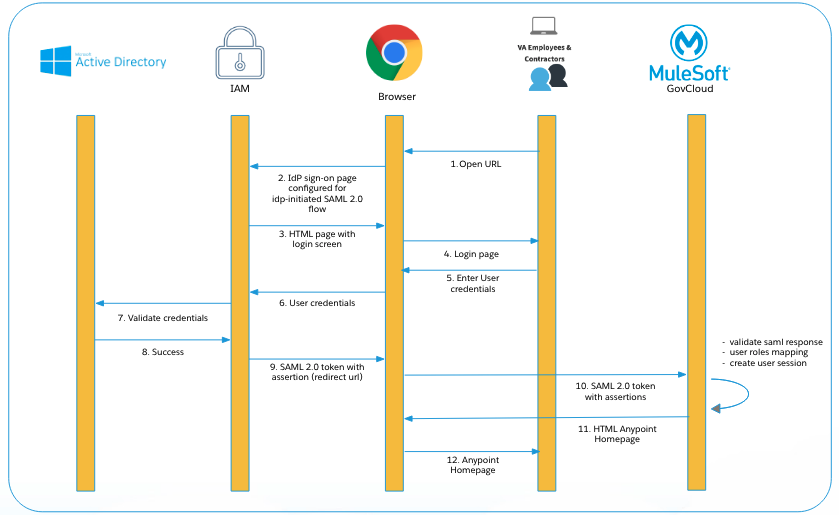 Microsoft
Active Directory
IAM
Browser
VA Employees &
Contractors
MuleSoft
GovCloud
1. Open URL
2. IdP sign-on page
configured for
idp-initiated SAML 2.0
flow
3. HTML page with
login screen
4. Login page
5. Enter User
credentials
6. User credentials
7. Validate credentials
8. Success
9. SAML 2.0 token with
assertion (redirect url)
- validate saml response
- user roles mapping
- create user session
10. SAML 2.0 token
with assertions
11. HTML Anypoint
Homepage
12. Anypoint
Homepage